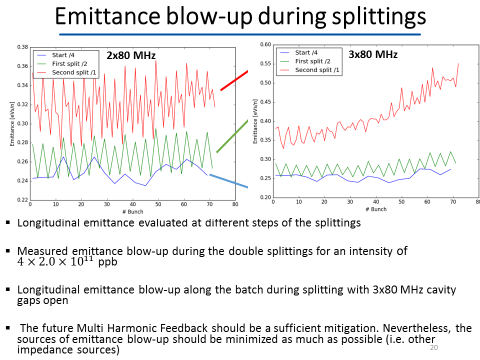 Emittance blow-up during splittings
2x80 MHz
3x80 MHz
Start /4
First split /2
Second split /1
Start /4
First split /2
Second split /1
Emittance [eVs/n]
Emittance [eVs/n]
0.38
0.36
0.34
0.32
0.30
0.28
0.26
0.24
0.22
0.60
0.55
0.50
0.45
0.40
0.35
0.30
0.25
0.20
0 10 20 30 40 50 60 70 80
0 10 20 30 40 50 60 70 80
# Bunch
# Bunch
▪ Longitudinal emittance evaluated at different steps of the splittings
▪ Measured emittance blow-up during the double splittings for an intensity of
4 × 2.0 × 10¹¹ ppb
▪ Longitudinal emittance blow-up along the batch during splitting with 3x80 MHz cavity
gaps open
▪ The future Multi Harmonic Feedback should be a sufficient mitigation. Nevertheless, the
sources of emittance blow-up should be minimized as much as possible (i.e. other
impedance sources)
20